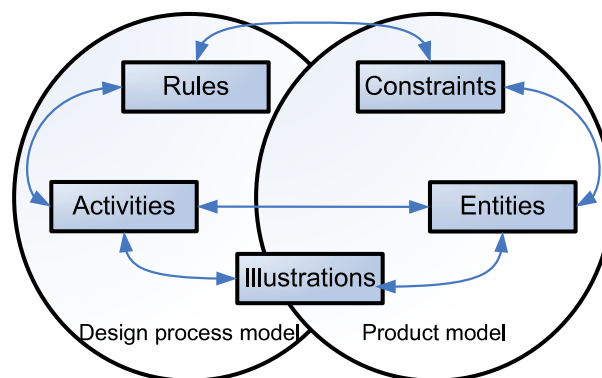 Rules
Constraints
Activities
Entities
Illustrations
Design process model
Product model